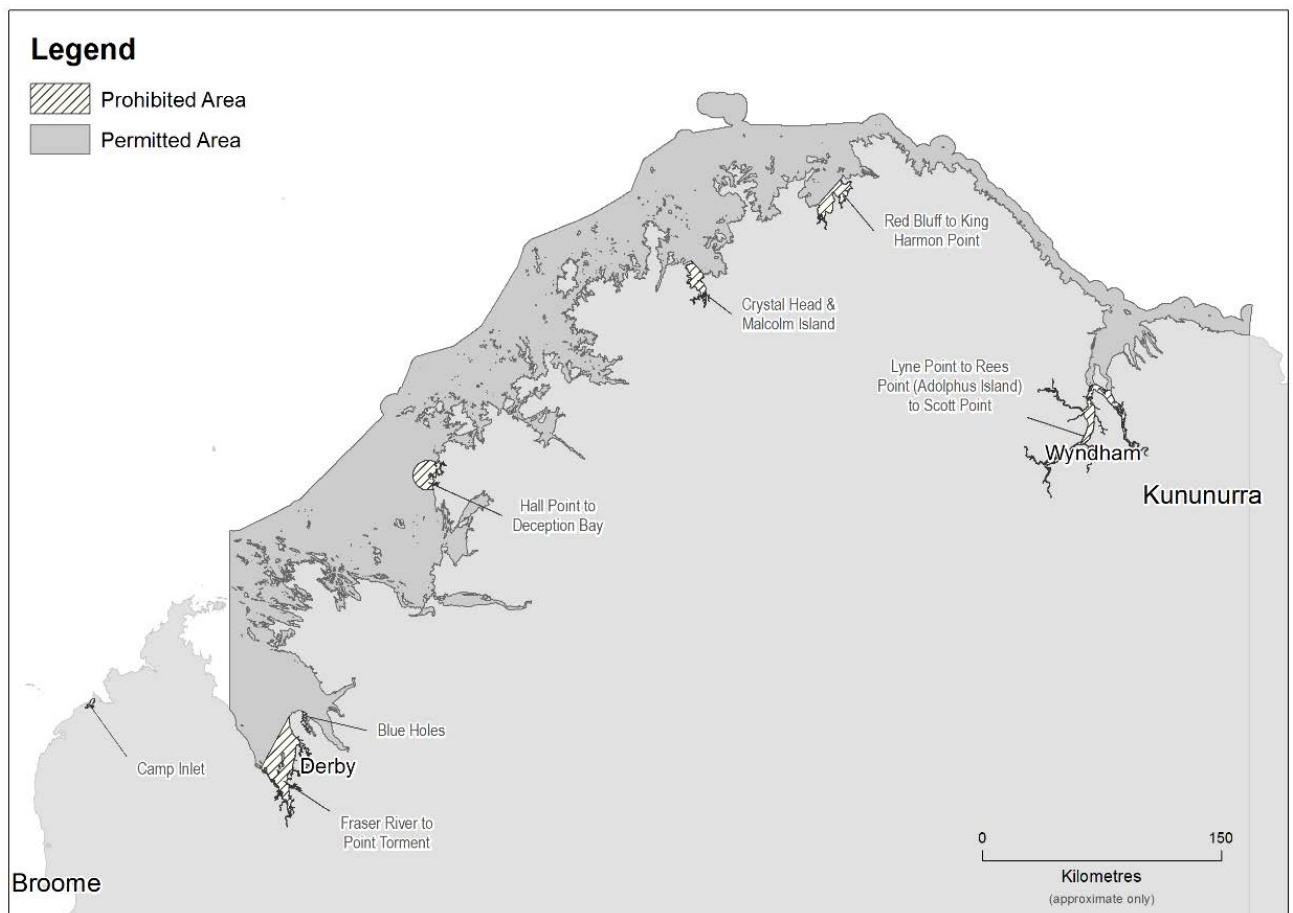 Legend
Prohibited Area
Permitted Area
Red Bluff to King
Harmon Point
Crystal Head &
Malcolm Island
Lyne Point to Rees
Point (Adolphus Island)
to Scott Point
Wyndham
Kununurra
Hall Point to
Deception Bay
Blue Holes
Camp Inlet
Derby
Fraser River to
Point Torment
Broome
0 150
Kilometres
(approximate only)